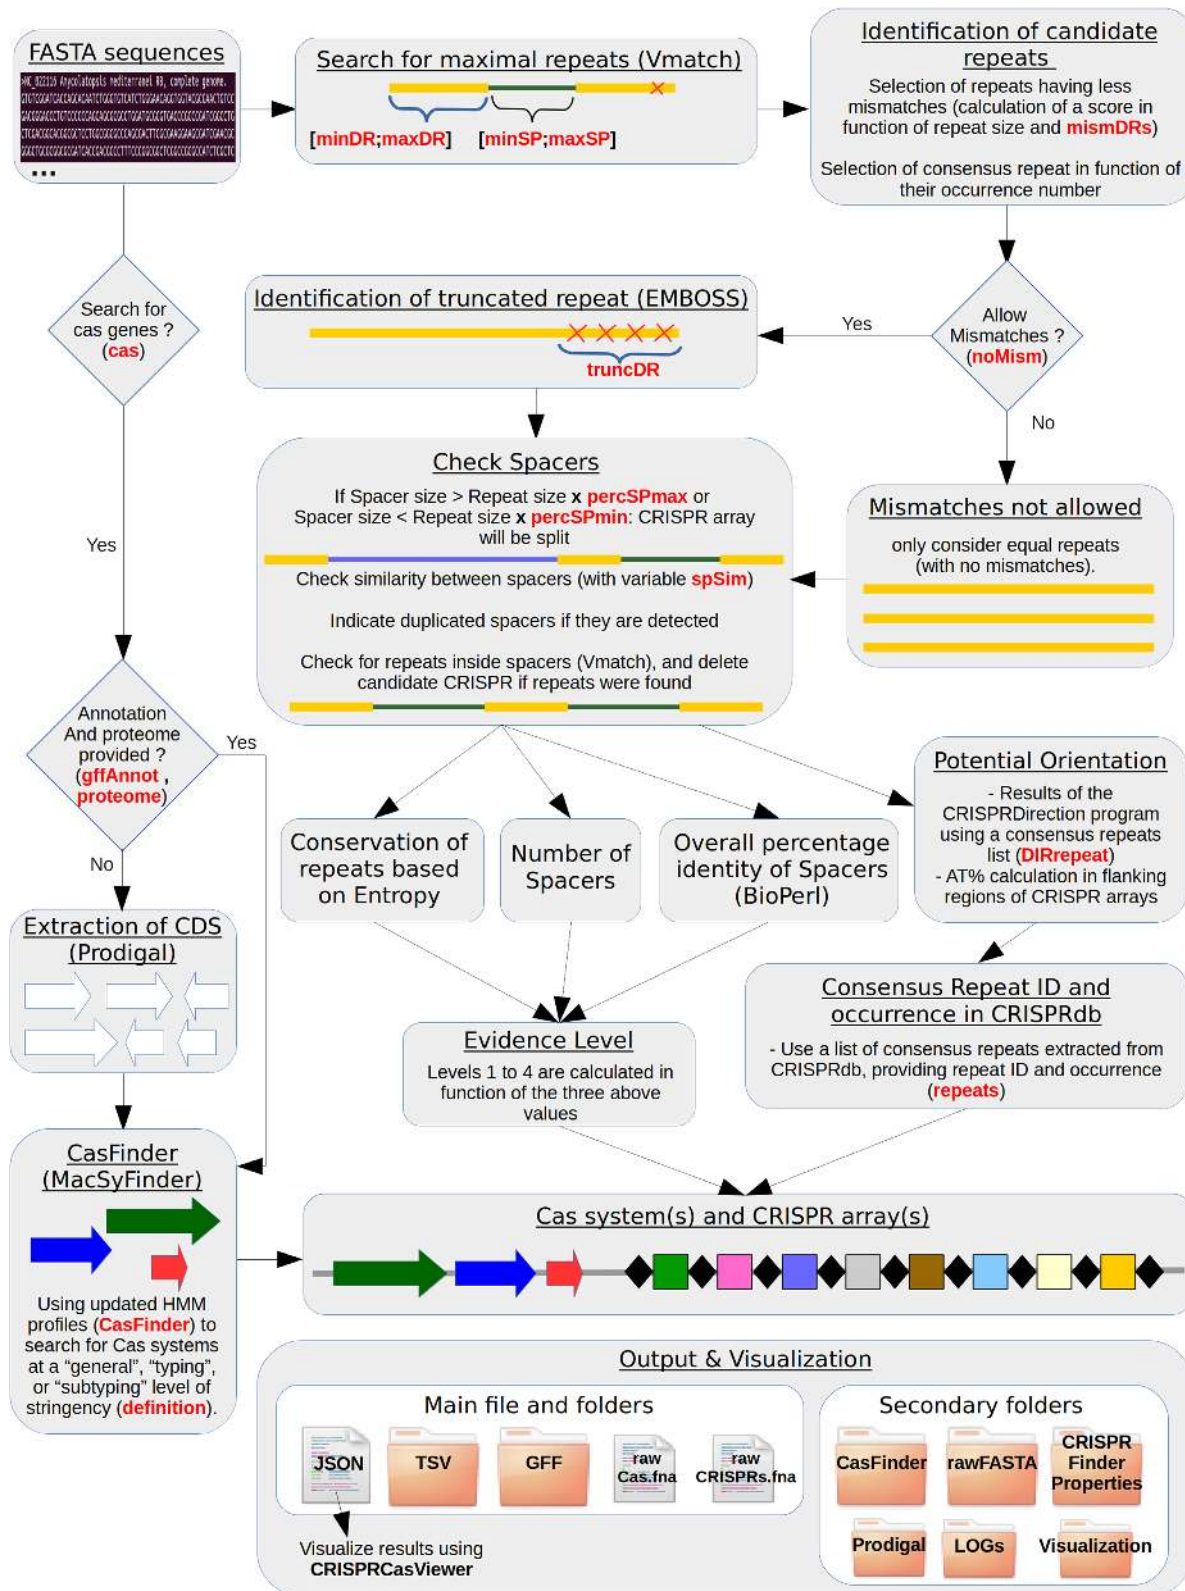 FASTA sequences
>NC_022116 Amycolatopsis mediterranei RB, complete genome.
...
Search for maximal repeats (Vmatch)
[minDR;maxDR]
[minSP;maxSP]
Identification of candidate
repeats
Selection of repeats having less
mismatches (calculation of a score in
function of repeat size and mismDRs)
Selection of consensus repeat in function of
their occurrence number
Search for
cas genes ?
(cas)
Identification of truncated repeat (EMBOSS)
truncDR
Yes
Allow
Mismatches ?
(noMism)
No
Check Spacers
If Spacer size > Repeat size x percSPmax or
Spacer size < Repeat size x percSPmin: CRISPR array
will be split
Check similarity between spacers (with variable spSim)
Indicate duplicated spacers if they are detected
Check for repeats inside spacers (Vmatch), and delete
candidate CRISPR if repeats were found
Mismatches not allowed
only consider equal repeats
(with no mismatches).
Yes
Annotation
And proteome
provided ?
(gffAnnot ,
proteome)
Yes
No
Conservation of
repeats based
on Entropy
Number of
Spacers
Overall percentage
identity of Spacers
(BioPerl)
Potential Orientation
- Results of the
CRISPRDirection program
using a consensus repeats
list (DIRrepeat)
- AT% calculation in flanking
regions of CRISPR arrays
Extraction of CDS
(Prodigal)
Evidence Level
Levels 1 to 4 are calculated in
function of the three above
values
Consensus Repeat ID and
occurrence in CRISPRdb
- Use a list of consensus repeats extracted from
CRISPRdb, providing repeat ID and occurrence
(repeats)
CasFinder
(MacSyFinder)
Using updated HMM
profiles (CasFinder) to
search for Cas systems
at a “general”, “typing”,
or “subtyping” level of
stringency (definition).
Cas system(s) and CRISPR array(s)
Output & Visualization
Main file and folders
JSON
TSV
GFF
raw
Cas.fna
raw
CRISPRs.fna
Visualize results using
CRISPRCasViewer
Secondary folders
CasFinder
rawFASTA
CRISPR
Finder
Properties
Prodigal
LOGs
Visualization